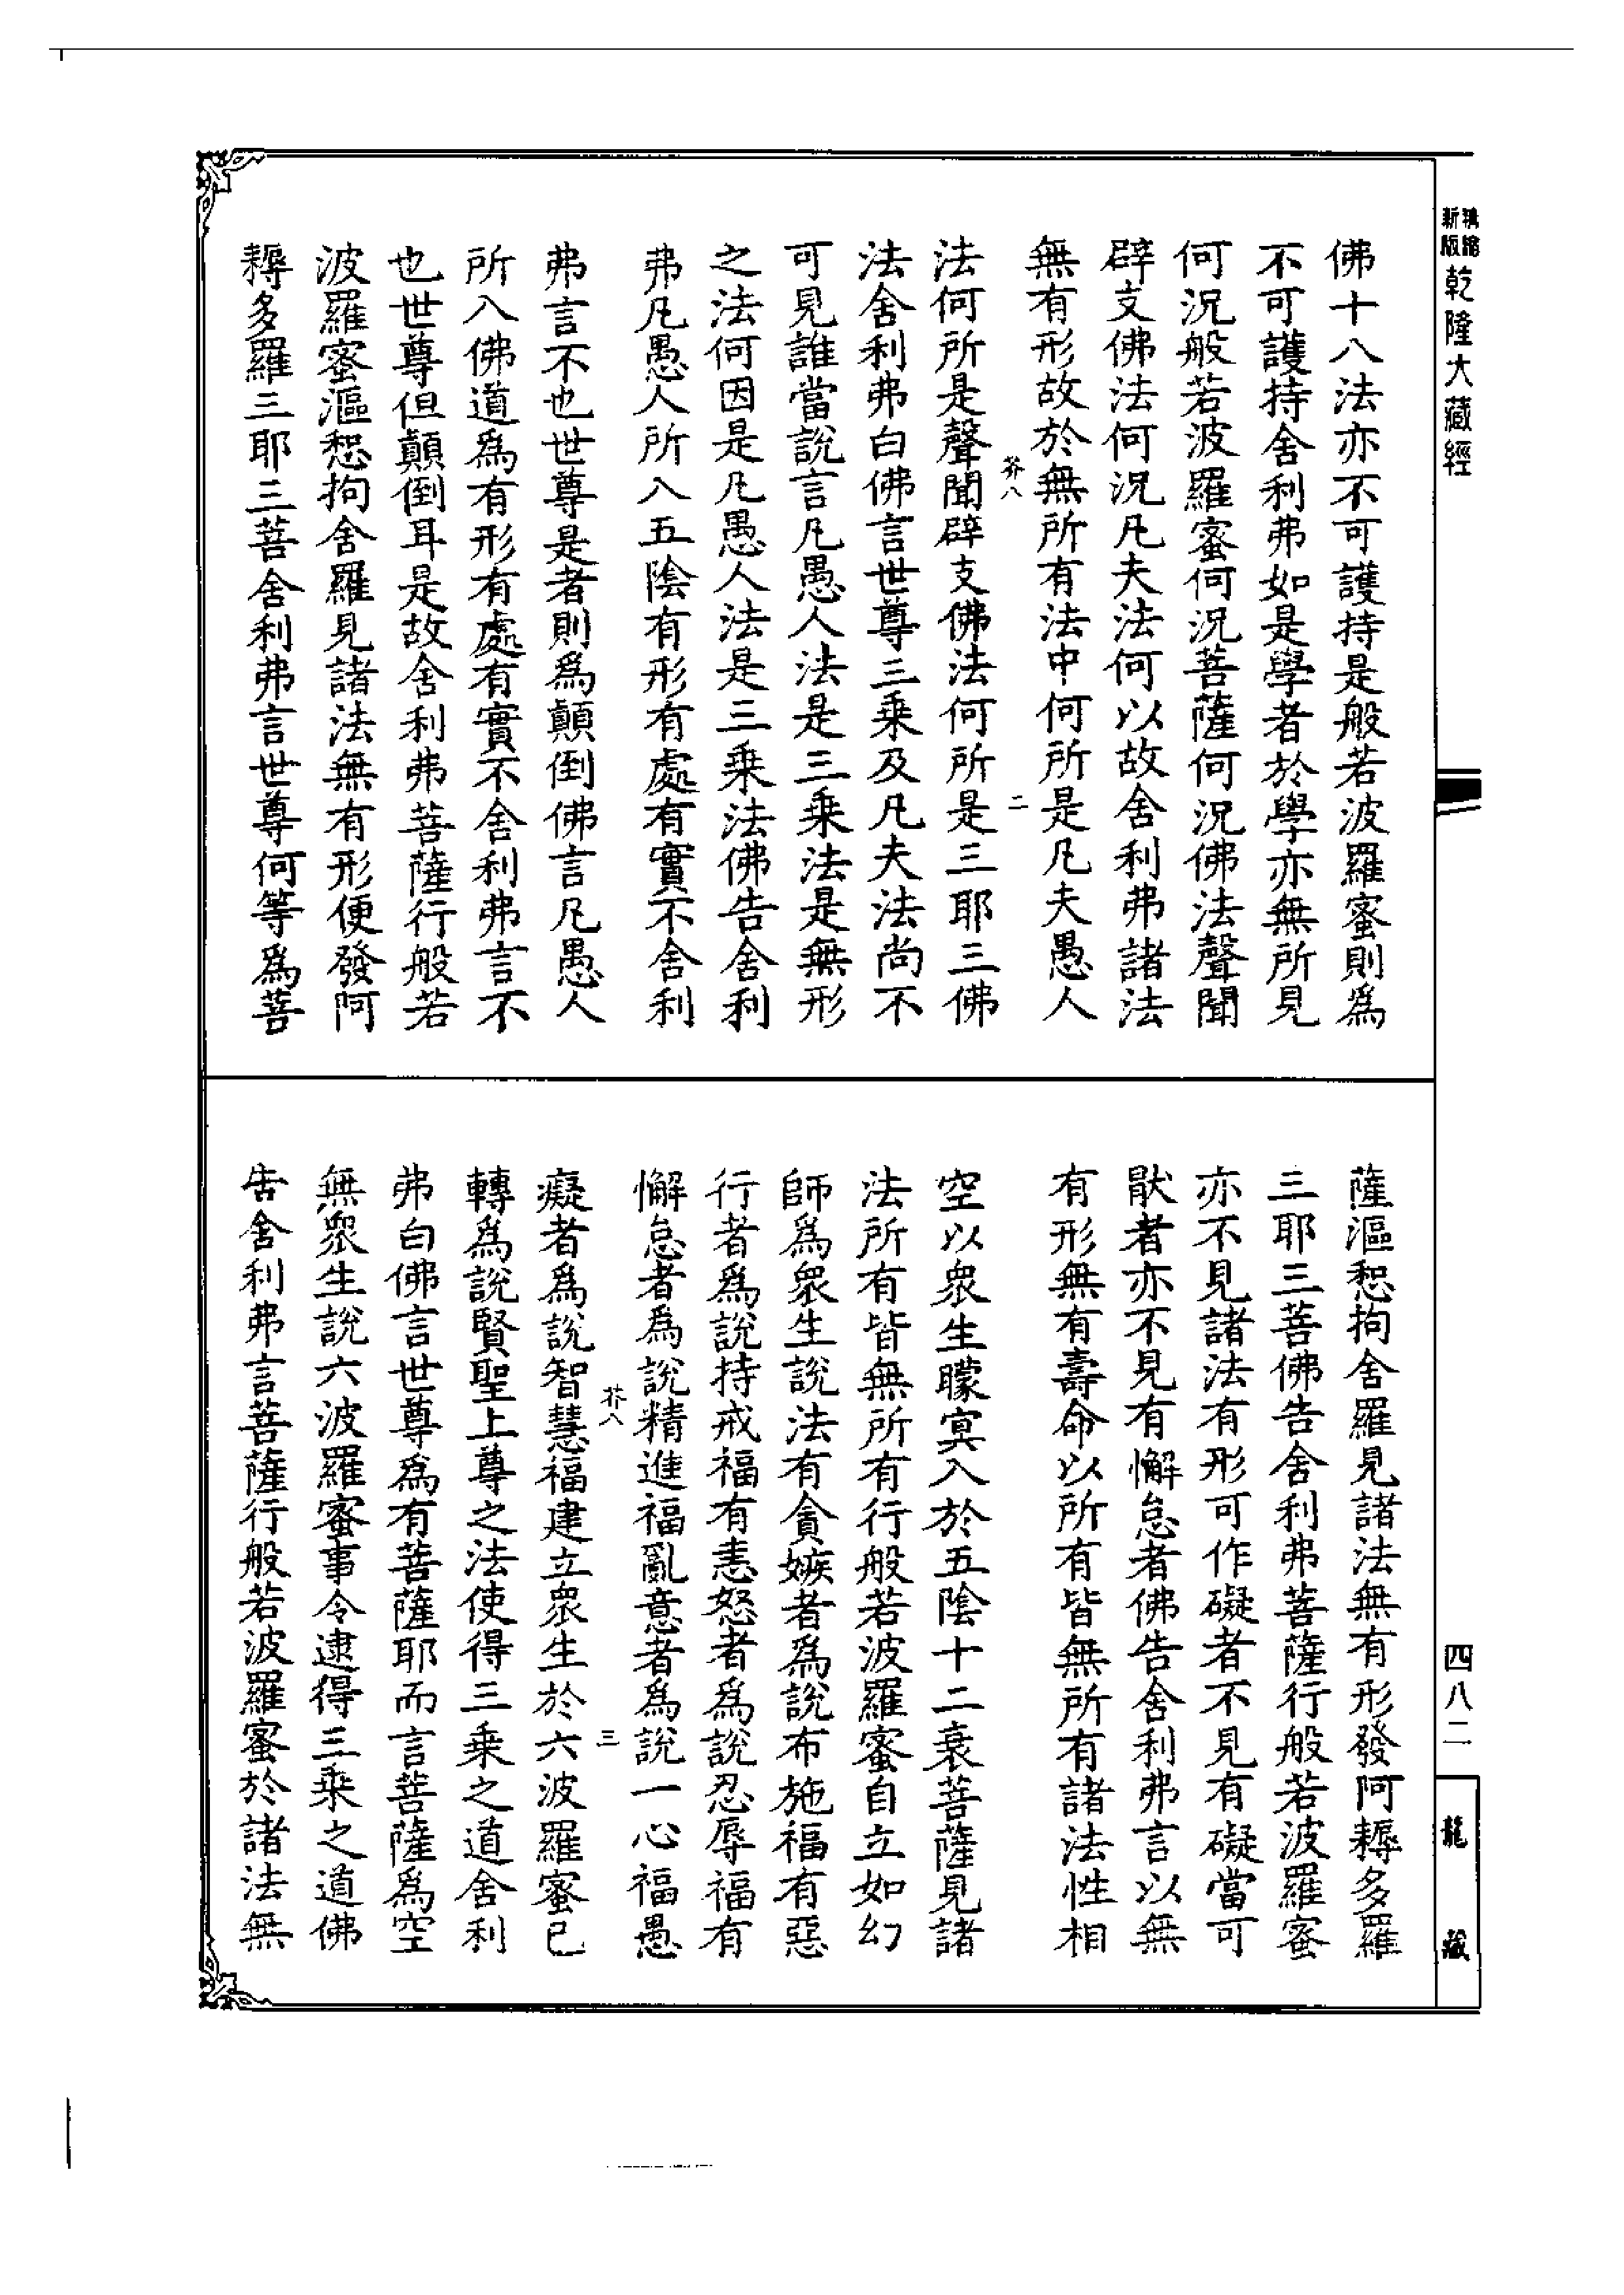 新版 精縮 乾隆大藏經
佛十八法亦不可護持是般若波羅蜜則為
不可護持舍利弗如是學者於學亦無所見
何況般若波羅蜜何況菩薩何況佛法聲聞
辟支佛法何況凡夫法何以故舍利弗諸法
無有形故於無所有法中何所是凡夫愚人
芥八 二
法何所是聲聞辟支佛法何所是三耶三佛
法舍利弗白佛言世尊三乗及凡夫法尚不
可見誰當說言凡愚人法是三乗法是無形
之法何因是凡愚人法是三乗法佛告舍利
弗凡愚人所入五陰有形有處有實不舍利
弗言不也世尊是者則為顛倒佛言凡愚人
所入佛道為有形有處有實不舍利弗言不
也世尊但顛倒耳是故舍利弗菩薩行般若
波羅蜜漚惒拘舍羅見諸法無有形便發阿
耨多羅三耶三菩舍利弗言世尊何等為菩
薩漚惒拘舍羅見諸法無有形發阿耨多羅
三耶三菩佛告舍利弗菩薩行般若波羅蜜
亦不見諸法有形可作礙者不見有礙當可
猒者亦不見有懈怠者佛告舍利弗言以無
有形無有壽命以所有皆無所有諸法性相
空以衆生矇冥入於五陰十二衰菩薩見諸
法所有皆無所有行般若波羅蜜自立如幻
師為衆生說法有貪嫉者為說布施福有惡
行者為說持戒福有恚怒者為說忍辱福有
懈怠者為說精進福亂意者為說一心福愚
芥八 三
癡者為說智慧福建立衆生於六波羅蜜已
轉為說賢聖上尊之法使得三乗之道舍利
弗白佛言世尊為有菩薩耶而言菩薩為空
無衆生說六波羅蜜事令逮得三乘之道佛
告舍利弗言菩薩行般若波羅蜜於諸法無
四八二
龍藏